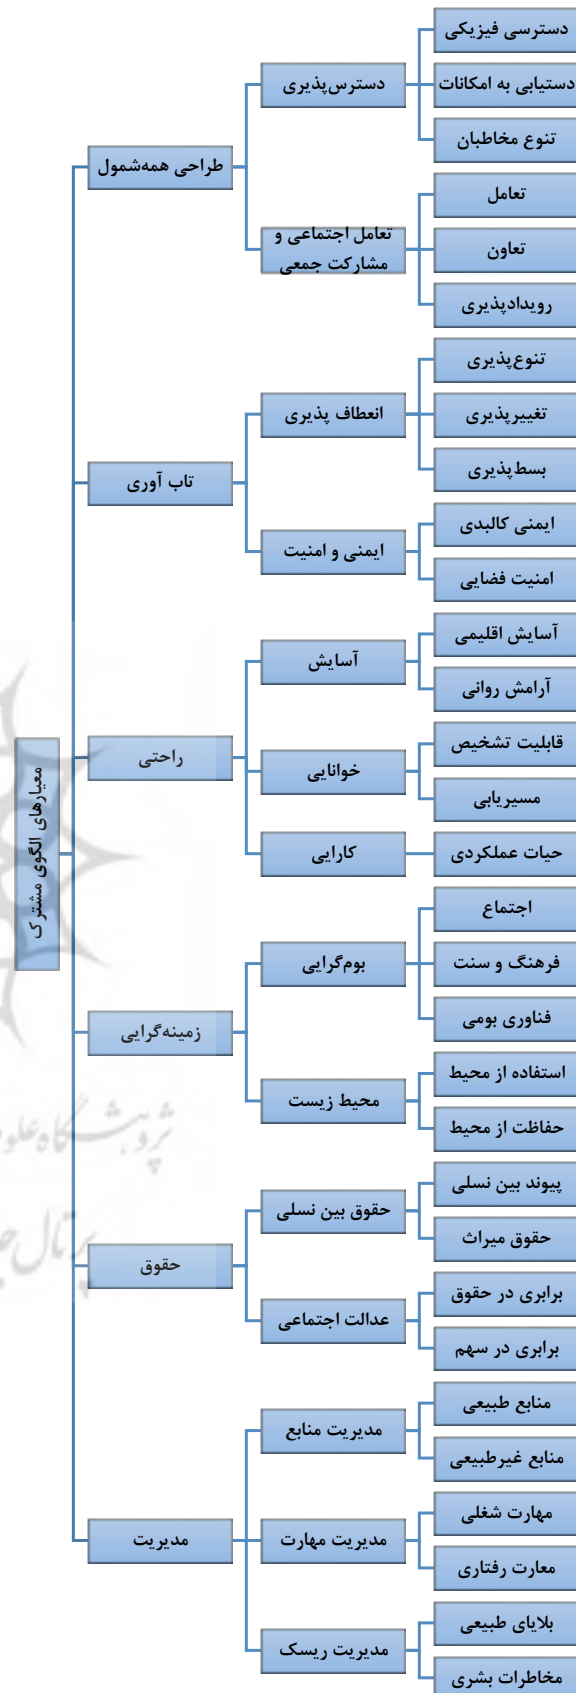 معیارهای الگوی مشترک
طراحی همه‌شمول
دسترس‌پذیری
دسترسی فیزیکی
دستیابی به امکانات
تنوع مخاطبان
تعامل اجتماعی و
مشارکت جمعی
تعامل
تعاون
رویدادپذیری
تاب آوری
انعطاف پذیری
تنوع‌پذیری
تغییرپذیری
بسط‌پذیری
ایمنی و امنیت
ایمنی کالبدی
امنیت فضایی
راحتی
آسایش
آسایش اقلیمی
آرامش روانی
خوانایی
قابلیت تشخیص
مسیریابی
کارایی
حیات عملکردی
زمینه‌گرایی
بوم‌گرایی
اجتماع
فرهنگ و سنت
فناوری بومی
محیط زیست
استفاده از محیط
حفاظت از محیط
حقوق
حقوق بین نسلی
پیوند بین نسلی
حقوق میراث
عدالت اجتماعی
برابری در حقوق
برابری در سهم
مدیریت
مدیریت منابع
منابع طبیعی
منابع غیرطبیعی
مدیریت مهارت
مهارت شغلی
معارت رفتاری
مدیریت ریسک
بلایای طبیعی
مخاطرات بشری